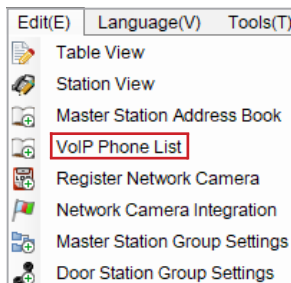 Edit(E) Language(V) Tools(T)
Table View
Station View
Master Station Address Book
VoIP Phone List
Register Network Camera
Network Camera Integration
Master Station Group Settings
Door Station Group Settings